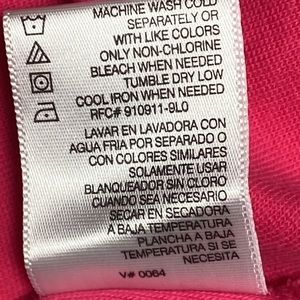 MACHINE WASH COLD
SEPARATELY OR
WITH LIKE COLORS
ONLY NON-CHLORINE
BLEACH WHEN NEEDED
TUMBLE DRY LOW
COOL IRON WHEN NEEDED
RFC# 910911-9L0
LAVAR EN LAVADORA CON
AGUA FRIA POR SEPARADO O
CON COLORES SIMILARES
SOLAMENTE USAR
BLANQUEADOR SIN CLORO
CUANDO SEA NECESARIO
SECAR EN SECADORA
A BAJA TEMPERATURA
PLANCHA A BAJA
TEMPERATURA SI SE
NECESITA
V# 0064